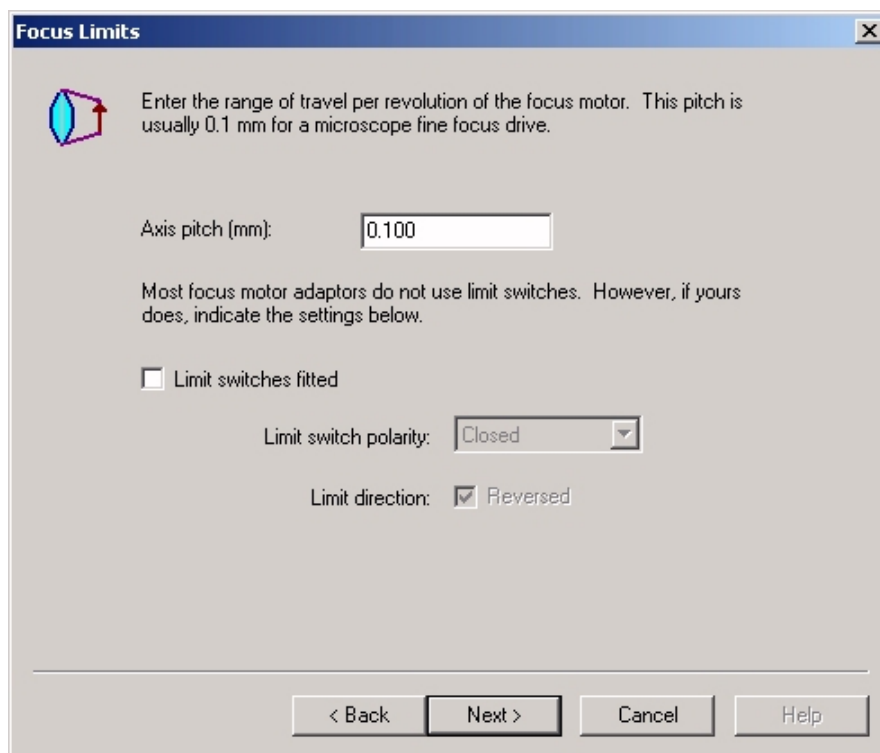 Focus Limits
Enter the range of travel per revolution of the focus motor.  This pitch is
usually 0.1 mm for a microscope fine focus drive.
Axis pitch (mm): 0.100
Most focus motor adaptors do not use limit switches.  However, if yours
does, indicate the settings below.
Limit switches fitted
Limit switch polarity: Closed
Limit direction: Reversed
< Back Next > Cancel Help